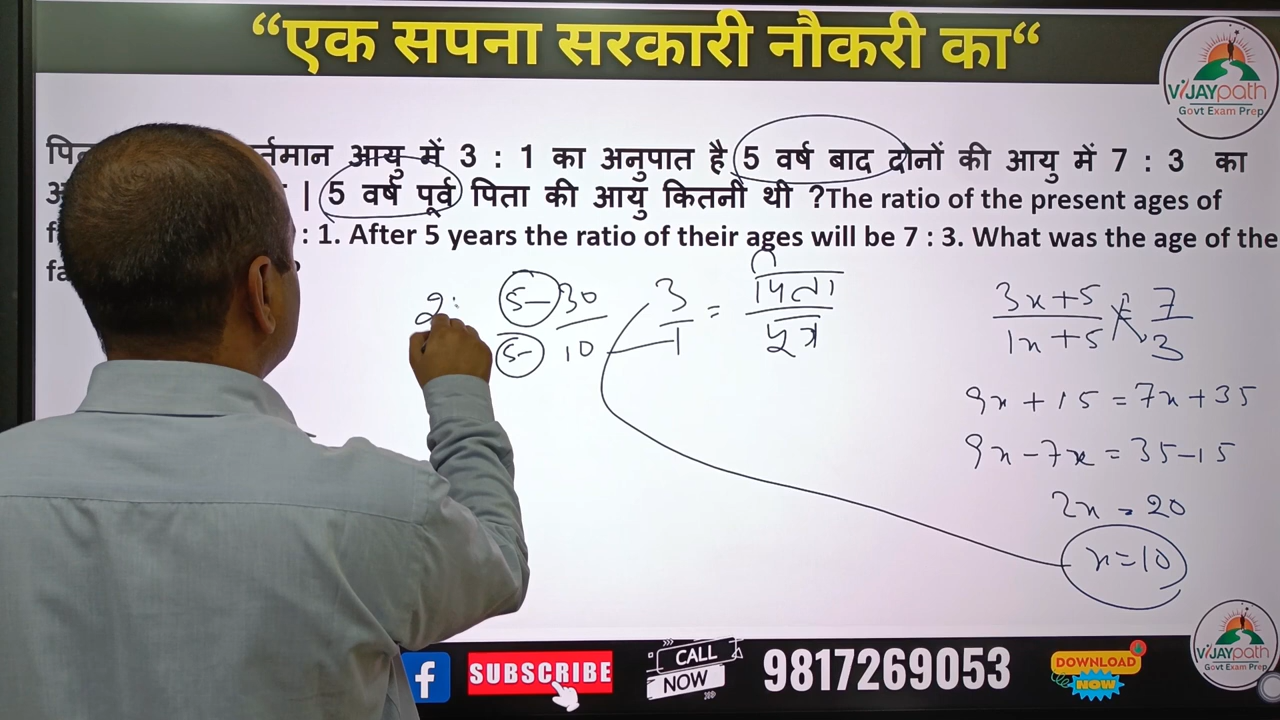 “एक सपना सरकारी नौकरी का“
VIJAYpath
Govt Exam Prep
आयु में 3 : 1 का अनुपात है 5 वर्ष बाद दोनों की आयु में 7 : 3 का
| 5 वर्ष पूर्व पिता की आयु कितनी थी ?The ratio of the present ages of
: 1. After 5 years the ratio of their ages will be 7 : 3. What was the age of the
5- 30 3 = पिता 3x+5 7
5- 10 1 पुत्र 1x+5 3
9x + 15 = 7x + 35
9x - 7x = 35-15
2x = 20
x=10
VIJAYpath
Govt Exam Prep
f SUBSCRIBE CALL NOW 9817269053 DOWNLOAD NOW